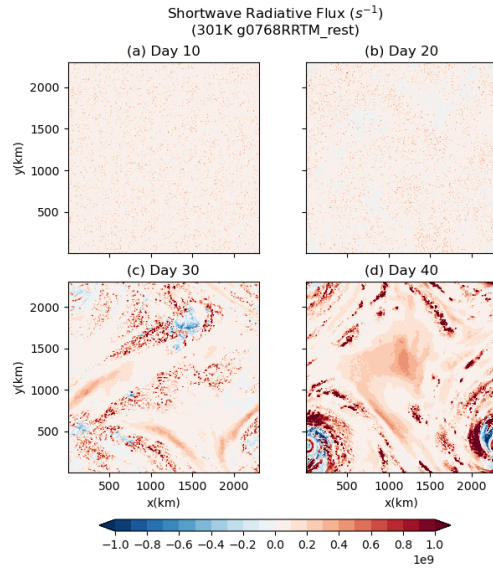 Shortwave Radiative Flux (s⁻¹)
(301K g0768RRTM_rest)
(a) Day 10
(b) Day 20
2000
1500
1000
500
y(km)
(c) Day 30
(d) Day 40
2000
1500
1000
500
y(km)
500 1000 1500 2000
500 1000 1500 2000
x(km)
x(km)
−1.0 −0.8 −0.6 −0.4 −0.2 0.0 0.2 0.4 0.6 0.8 1.0
1e9